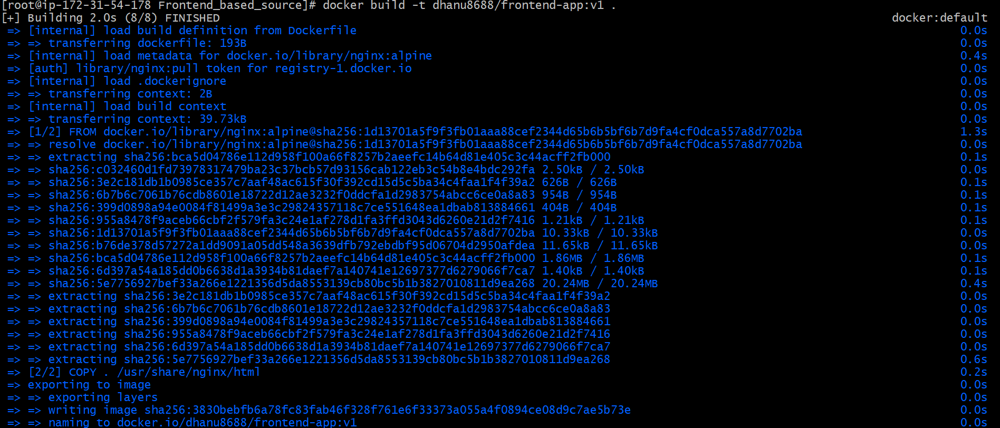 [root@ip-172-31-54-178 Frontend_based_source]# docker build -t dhanu8688/frontend-app:v1 .
[+] Building 2.0s (8/8) FINISHED docker:default
=> [internal] load build definition from Dockerfile 0.0s
=> => transferring dockerfile: 193B 0.0s
=> [internal] load metadata for docker.io/library/nginx:alpine 0.4s
=> [auth] library/nginx:pull token for registry-1.docker.io 0.0s
=> [internal] load .dockerignore 0.0s
=> => transferring context: 2B 0.0s
=> [internal] load build context 0.0s
=> => transferring context: 39.73kB 0.0s
=> [1/2] FROM docker.io/library/nginx:alpine@sha256:1d13701a5f9f3fb01aaa88cef2344d65b6b5bf6b7d9fa4cf0dca557a8d7702ba 1.3s
=> => resolve docker.io/library/nginx:alpine@sha256:1d13701a5f9f3fb01aaa88cef2344d65b6b5bf6b7d9fa4cf0dca557a8d7702ba 0.0s
=> => extracting sha256:bca5d04786e112d958f100a66f8257b2aeefc14b64d81e405c3c44acff2fb000 0.1s
=> => sha256:c032460d1fd73978317479ba23c37bcb57d93156cab122eb3c54b8e4bdc292fa 2.50kB / 2.50kB 0.0s
=> => sha256:3e2c181db1b0985ce357c7aaf48ac615f30f392cd15d5c5ba34c4faa1f4f39a2 626B / 626B 0.1s
=> => sha256:6b7b6c7061b76cdb8601e18722d12ae3232f0ddcfa1d2983754abcc6ce0a8a83 954B / 954B 0.1s
=> => sha256:399d0898a94e0084f81499a3e3c29824357118c7ce551648ea1dbab813884661 404B / 404B 0.1s
=> => sha256:955a8478f9aceb66cbf2f579fa3c24e1af278d1fa3ffd3043d6260e21d2f7416 1.21kB / 1.21kB 0.1s
=> => sha256:1d13701a5f9f3fb01aaa88cef2344d65b6b5bf6b7d9fa4cf0dca557a8d7702ba 10.33kB / 10.33kB 0.0s
=> => sha256:b76de378d57272a1dd9091a05dd548a3639dfb792ebdbf95d06704d2950afdea 11.65kB / 11.65kB 0.0s
=> => sha256:bca5d04786e112d958f100a66f8257b2aeefc14b64d81e405c3c44acff2fb000 1.86MB / 1.86MB 0.1s
=> => sha256:6d397a54a185dd0b6638d1a3934b81daef7a140741e12697377d6279066f7ca7 1.40kB / 1.40kB 0.1s
=> => sha256:5e7756927bef33a266e1221356d5da8553139cb80bc5b1b3827010811d9ea268 20.24MB / 20.24MB 0.4s
=> => extracting sha256:3e2c181db1b0985ce357c7aaf48ac615f30f392cd15d5c5ba34c4faa1f4f39a2 0.0s
=> => extracting sha256:6b7b6c7061b76cdb8601e18722d12ae3232f0ddcfa1d2983754abcc6ce0a8a83 0.0s
=> => extracting sha256:399d0898a94e0084f81499a3e3c29824357118c7ce551648ea1dbab813884661 0.0s
=> => extracting sha256:955a8478f9aceb66cbf2f579fa3c24e1af278d1fa3ffd3043d6260e21d2f7416 0.0s
=> => extracting sha256:6d397a54a185dd0b6638d1a3934b81daef7a140741e12697377d6279066f7ca7 0.0s
=> => extracting sha256:5e7756927bef33a266e1221356d5da8553139cb80bc5b1b3827010811d9ea268 0.6s
=> [2/2] COPY . /usr/share/nginx/html 0.2s
=> exporting to image 0.0s
=> => exporting layers 0.0s
=> => writing image sha256:3830bebfb6a78fc83fab46f328f761e6f33373a055a4f0894ce08d9c7ae5b73e 0.0s
=> => naming to docker.io/dhanu8688/frontend-app:v1 0.0s